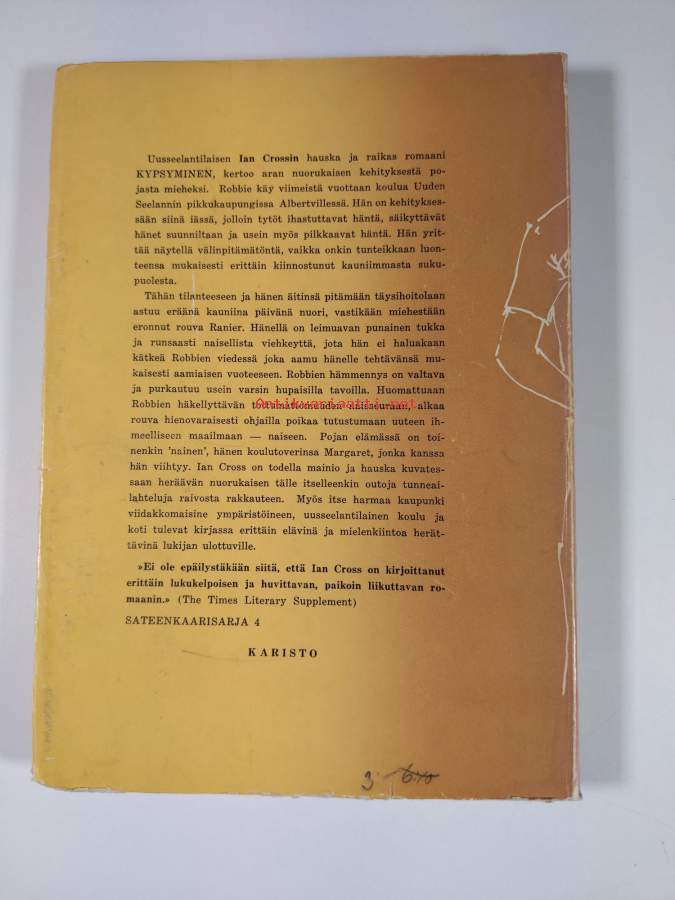 Uusseelantilaisen Ian Crossin hauska ja raikas romaani
KYPSYMINEN, kertoo aran nuorukaisen kehityksestä po-
jasta mieheksi. Robbie käy viimeistä vuottaan koulua Uuden
Seelannin pikkukaupungissa Albertvillessä. Hän on kehitykses-
sään siinä iässä, jolloin tytöt ihastuttavat häntä, säikyttävät
hänet suunniltaan ja usein myös pilkkaavat häntä. Hän yrit-
tää näytellä välinpitämätöntä, vaikka onkin tunteikkaan luon-
teensa mukaisesti erittäin kiinnostunut kauniimmasta suku-
puolesta.
Tähän tilanteeseen ja hänen äitinsä pitämään täysihoitolaan
astuu eräänä kauniina päivänä nuori, vastikään miehestään
eronnut rouva Ranier. Hänellä on leimuavan punainen tukka
ja runsaasti naisellista viehkeyttä, jota hän ei haluakaan
kätkeä Robbien viedessä joka aamu hänelle tehtävänsä mu-
kaisesti aamiaisen vuoteeseen. Robbien hämmennys on valtava
ja purkautuu usein varsin hupaisilla tavoilla. Huomattuaan
Robbien häkellyttävän tottumattomuuden naisseuraan, alkaa
Antikvariaatti.net
rouva hienovaraisesti ohjailla poikaa tutustumaan uuteen ih-
meelliseen maailmaan — naiseen. Pojan elämässä on toi-
nenkin 'nainen', hänen koulutoverinsa Margaret, jonka kanssa
hän viihtyy. Ian Cross on todella mainio ja hauska kuvates-
saan heräävän nuorukaisen tälle itselleenkin outoja tunneai-
lahteluja raivosta rakkauteen. Myös itse harmaa kaupunki
viidakkomaisine ympäristöineen, uusseelantilainen koulu ja
koti tulevat kirjassa erittäin elävinä ja mielenkiintoa herät-
tävinä lukijan ulottuville.
»Ei ole epäilystäkään siitä, että Ian Cross on kirjoittanut
erittäin lukukelpoisen ja huvittavan, paikoin liikuttavan ro-
maanin.» (The Times Literary Supplement)
SATEENKAARISARJA 4
KARISTO
3